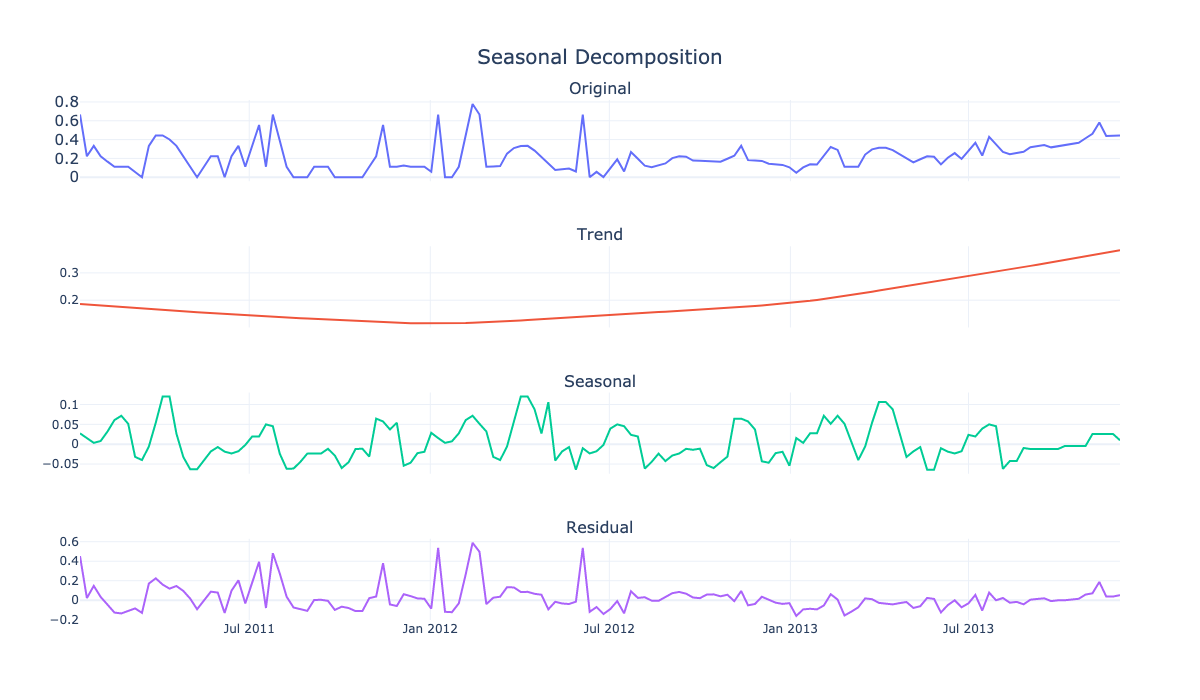 Seasonal Decomposition
Original
0.8
0.6
0.4
0.2
0
Trend
0.3
0.2
Seasonal
0.1
0.05
0
−0.05
Residual
0.6
0.4
0.2
0
−0.2
Jul 2011 Jan 2012 Jul 2012 Jan 2013 Jul 2013